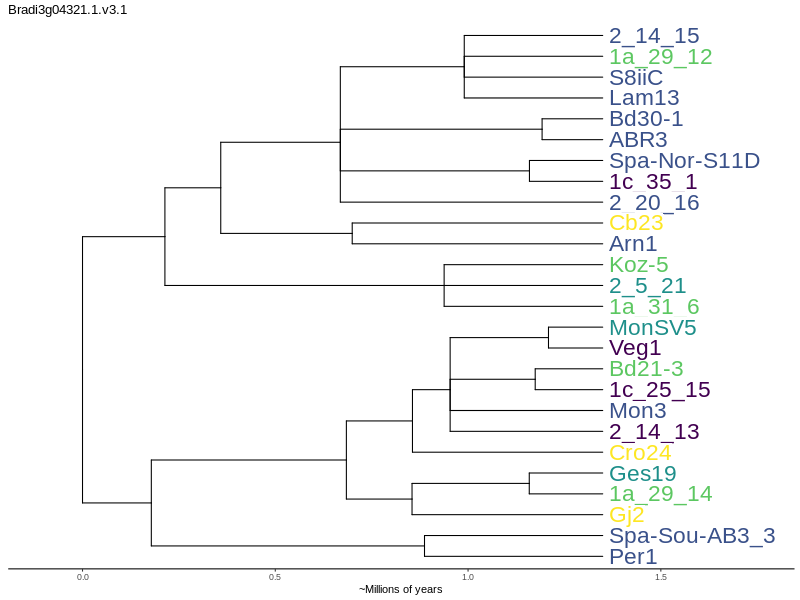 Bradi3g04321.1.v3.1
2_14_15
1a_29_12
S8iiC
Lam13
Bd30-1
ABR3
Spa-Nor-S11D
1c_35_1
2_20_16
Cb23
Arn1
Koz-5
2_5_21
1a_31_6
MonSV5
Veg1
Bd21-3
1c_25_15
Mon3
2_14_13
Cro24
Ges19
1a_29_14
Gj2
Spa-Sou-AB3_3
Per1
0.0 0.5 1.0 1.5
~Millions of years